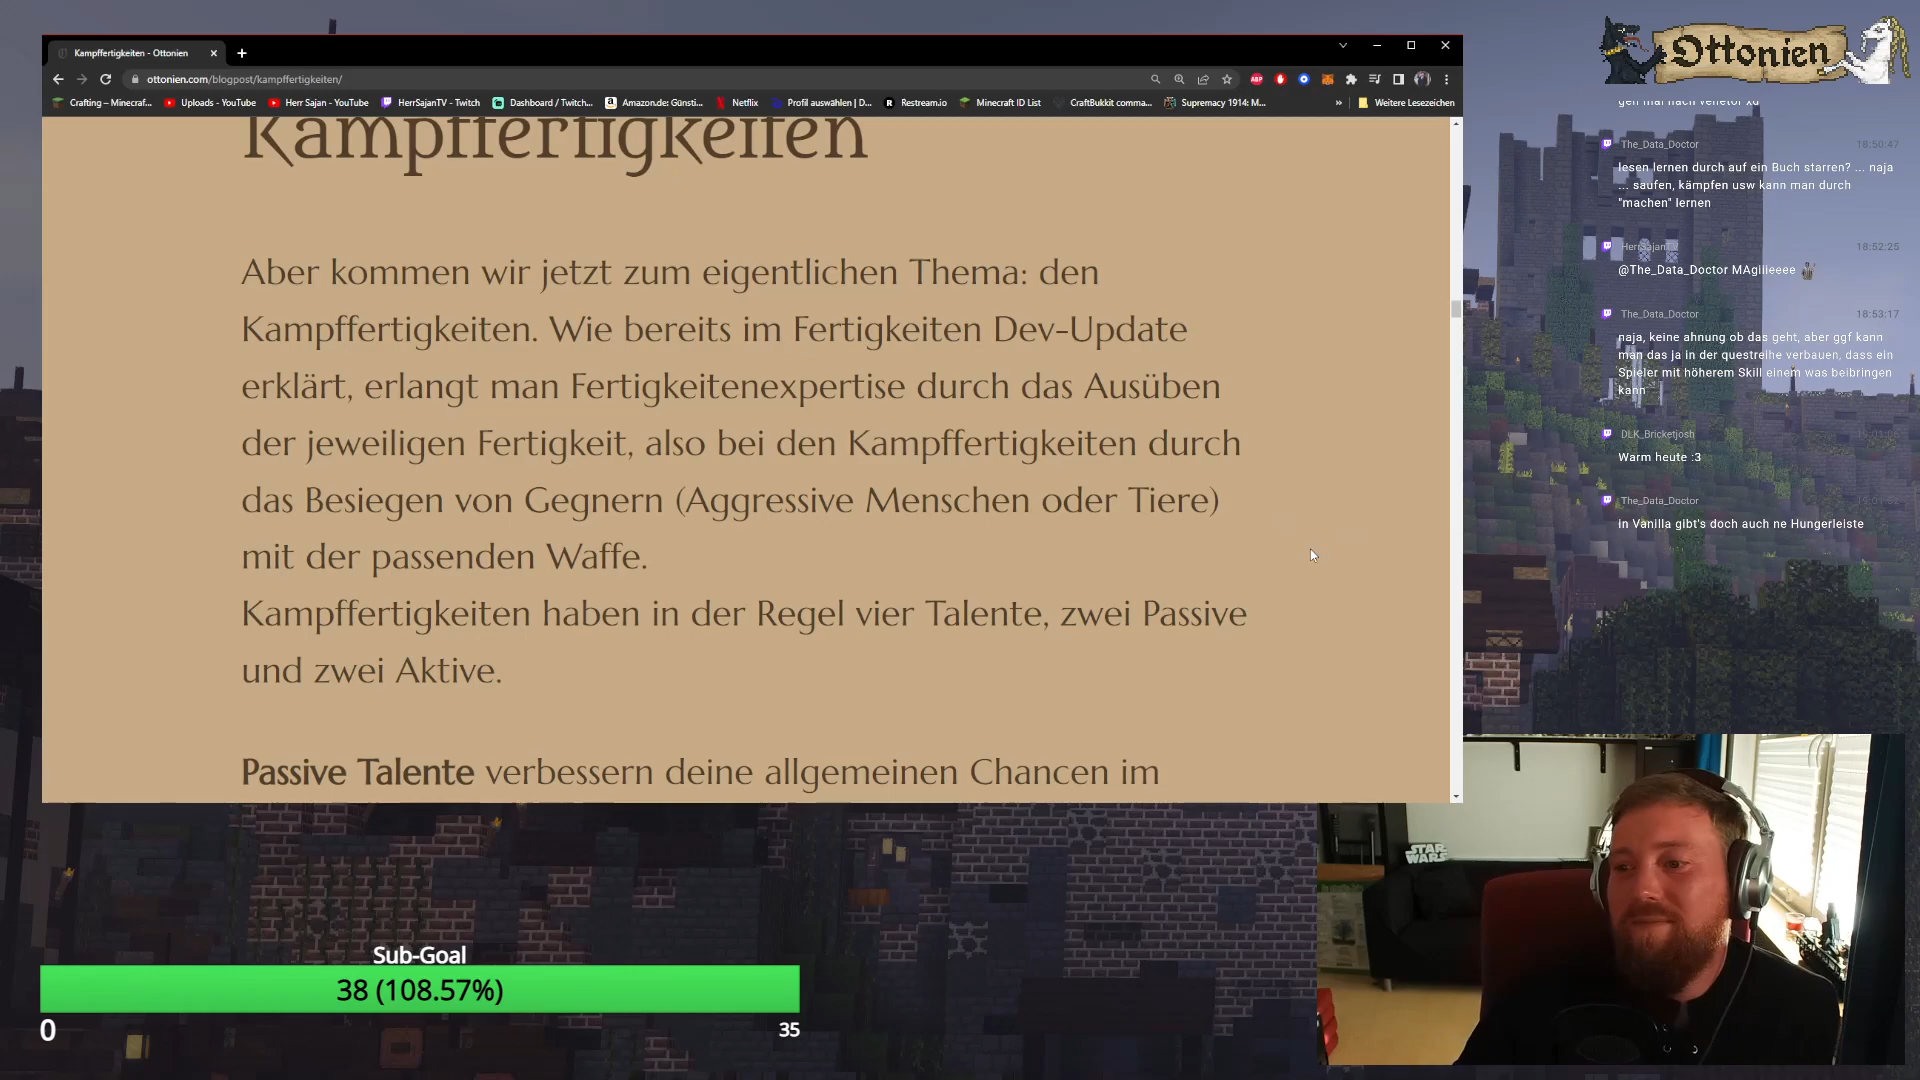 Kampffertigkeiten - Ottonien
ottonien.com/blogpost/kampffertigkeiten/
Crafting – Minecraf...
Uploads - YouTube
Herr Sajan - YouTube
HerrSajanTV - Twitch
Dashboard / Twitch...
Amazon.de: Günsti...
Netflix
Profil auswählen | D...
Restream.io
Minecraft ID List
CraftBukkit comma...
Supremacy 1914: M...
»
Weitere Lesezeichen
Kampffertigkeiten
Aber kommen wir jetzt zum eigentlichen Thema: den
Kampffertigkeiten. Wie bereits im Fertigkeiten Dev-Update
erklärt, erlangt man Fertigkeitenexpertise durch das Ausüben
der jeweiligen Fertigkeit, also bei den Kampffertigkeiten durch
das Besiegen von Gegnern (Aggressive Menschen oder Tiere)
mit der passenden Waffe.
Kampffertigkeiten haben in der Regel vier Talente, zwei Passive
und zwei Aktive.
Passive Talente verbessern deine allgemeinen Chancen im
Ottonien
gen mal nach venetor xd
The_Data_Doctor 18:50:47
lesen lernen durch auf ein Buch starren? ... naja
... saufen, kämpfen usw kann man durch
"machen" lernen
HerrSajanTV 18:52:25
@The_Data_Doctor MAgiiieeee
The_Data_Doctor 18:53:17
naja, keine ahnung ob das geht, aber ggf kann
man das ja in der questreihe verbauen, dass ein
Spieler mit höherem Skill einem was beibringen
kann
DLK_Bricketjosh
Warm heute :3
The_Data_Doctor
in Vanilla gibt's doch auch ne Hungerleiste
STAR
WARS
Sub-Goal
38 (108.57%)
0
35